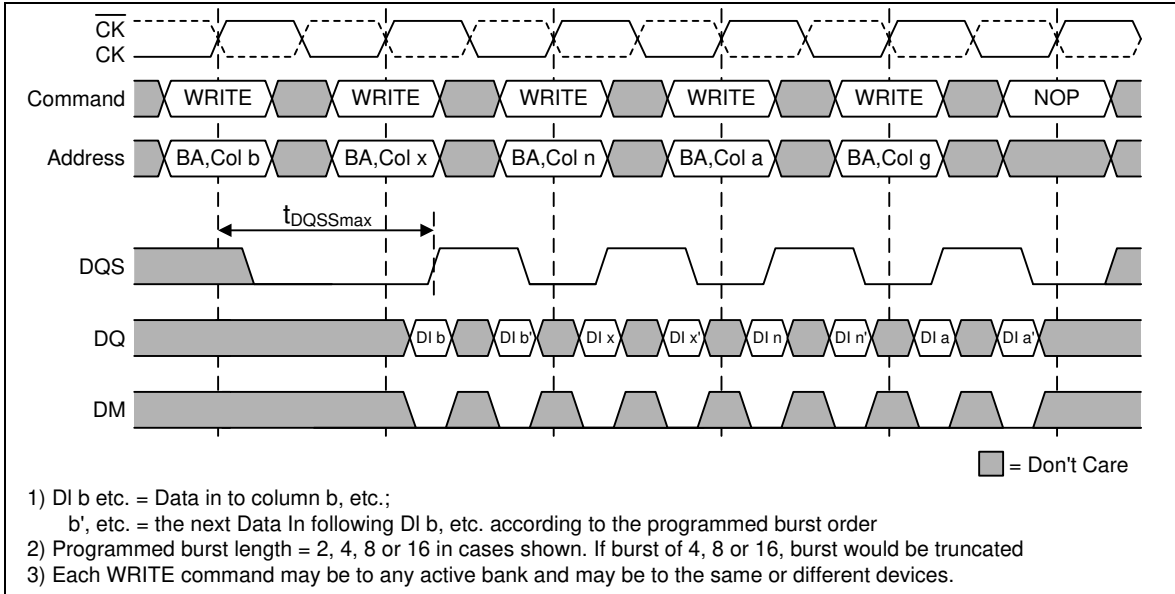 CK
CK
Command WRITE WRITE WRITE WRITE WRITE NOP
Address BA,Col b BA,Col x BA,Col n BA,Col a BA,Col g
tDQSSmax
DQS
DQ DI b DI b' DI x DI x' DI n DI n' DI a DI a'
DM
= Don't Care
1) DI b etc. = Data in to column b, etc.;
b', etc. = the next Data In following DI b, etc. according to the programmed burst order
2) Programmed burst length = 2, 4, 8 or 16 in cases shown. If burst of 4, 8 or 16, burst would be truncated
3) Each WRITE command may be to any active bank and may be to the same or different devices.